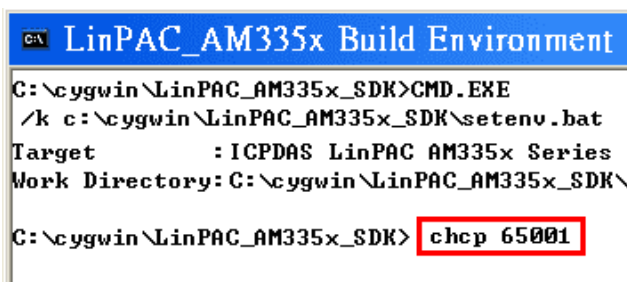 LinPAC_AM335x Build Environment
C:\cygwin\LinPAC_AM335x_SDK>CMD.EXE
/k c:\cygwin\LinPAC_AM335x_SDK\setenv.bat
Target :ICPDAS LinPAC AM335x Series
Work Directory:C:\cygwin\LinPAC_AM335x_SDK\
C:\cygwin\LinPAC_AM335x_SDK> chcp 65001